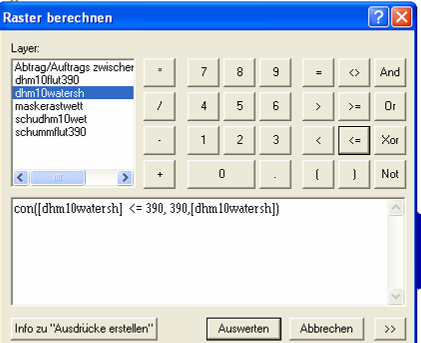 Raster berechnen
Layer:
Abtrag/Auftrags zwischer
dhm10flut390
dhm10watersh
maskerastwett
schudhm10wet
schummflut390
* 7 8 9 = <> And
/ 4 5 6 > >= Or
- 1 2 3 < <= Xor
+ 0 . ( ) Not
con([dhm10watersh] <= 390, 390,[dhm10watersh])
Info zu "Ausdrücke erstellen" Auswerten Abbrechen >>